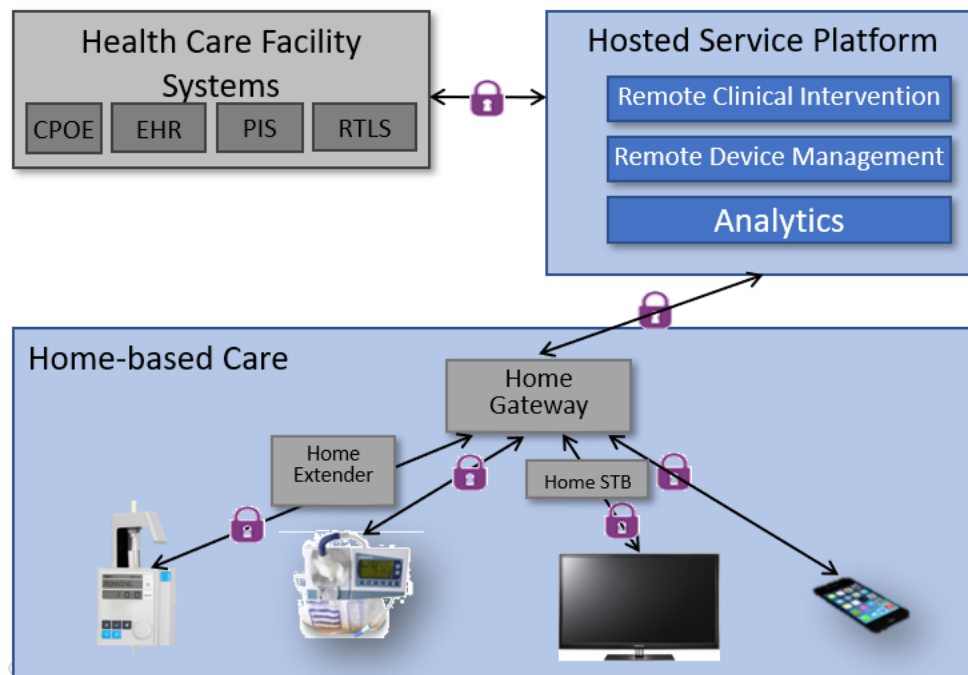 Health Care Facility
Systems
CPOE
EHR
PIS
RTLS
Hosted Service Platform
Remote Clinical Intervention
Remote Device Management
Analytics
Home-based Care
Home
Gateway
Home
Extender
Home STB
RUNNING